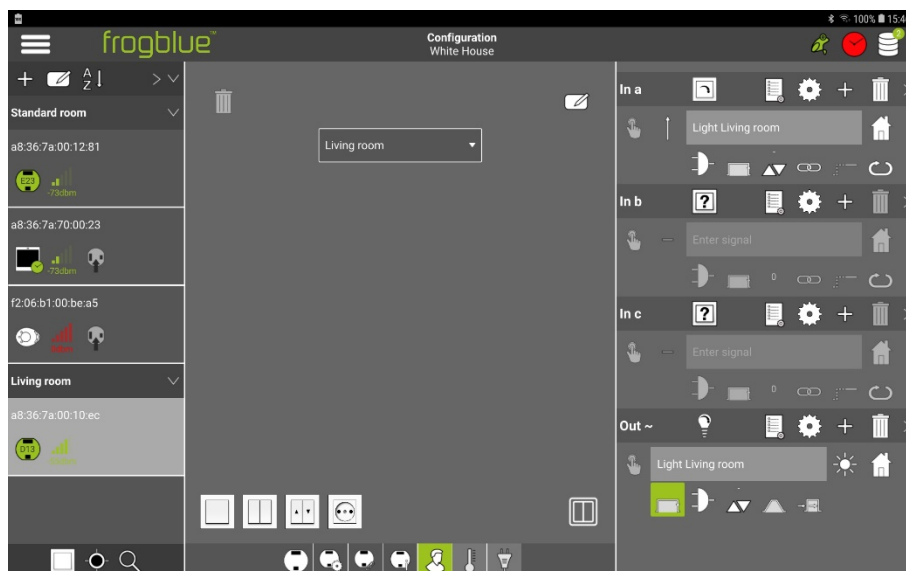 100% 15:4
frogblue™
Configuration
White House
2
A
Z
Standard room
a8:36:7a:00:12:81
E23
-73dbm
a8:36:7a:70:00:23
-73dbm
f2:06:b1:00:be:a5
Living room
a8:36:7a:00:10:ec
D13
Living room
In a
Light Living room
In b
?
Enter signal
0
In c
?
Enter signal
0
Out ~
Light Living room